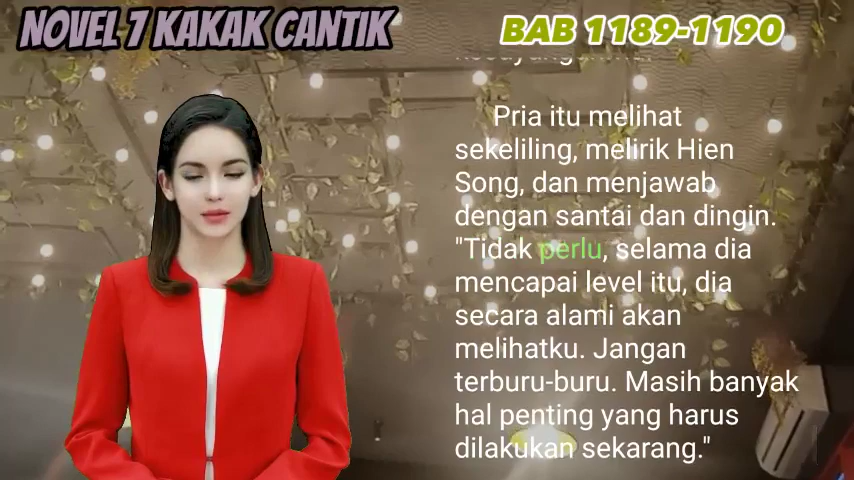 NOVEL 7 KAKAK CANTIK
BAB 1189-1190
Pria itu melihat
sekeliling, melirik Hien
Song, dan menjawab
dengan santai dan dingin.
"Tidak perlu, selama dia
mencapai level itu, dia
secara alami akan
melihatku. Jangan
terburu-buru. Masih banyak
hal penting yang harus
dilakukan sekarang."